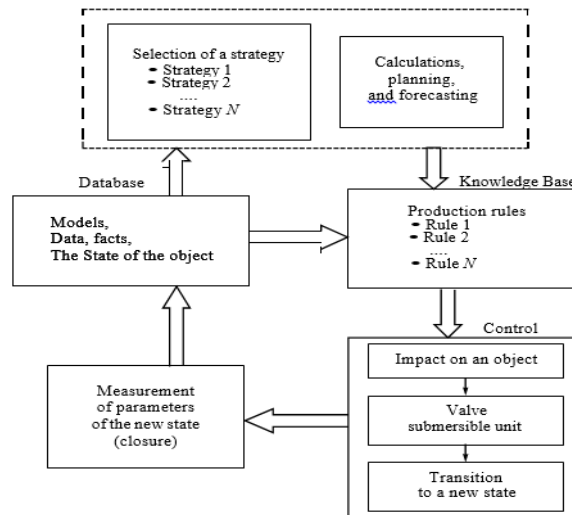 Selection of a strategy
• Strategy 1
• Strategy 2
....
• Strategy N
Calculations,
planning,
and forecasting
Database
Knowledge Base
Models,
Data, facts,
The State of the object
Production rules
• Rule 1
• Rule 2
....
• Rule N
Control
Impact on an object
Valve
submersible unit
Transition
to a new state
Measurement
of parameters
of the new state
(closure)